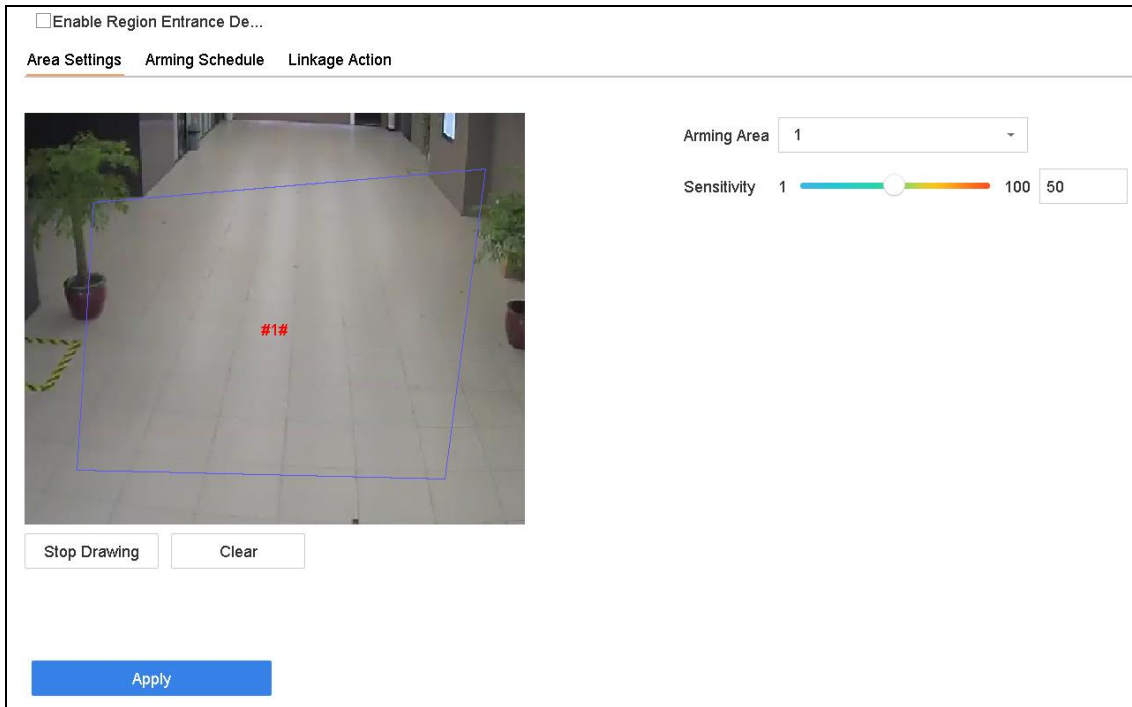 Enable Region Entrance De...
Area Settings Arming Schedule Linkage Action
Arming Area 1
Sensitivity 1 100 50
#1#
Stop Drawing Clear
Apply